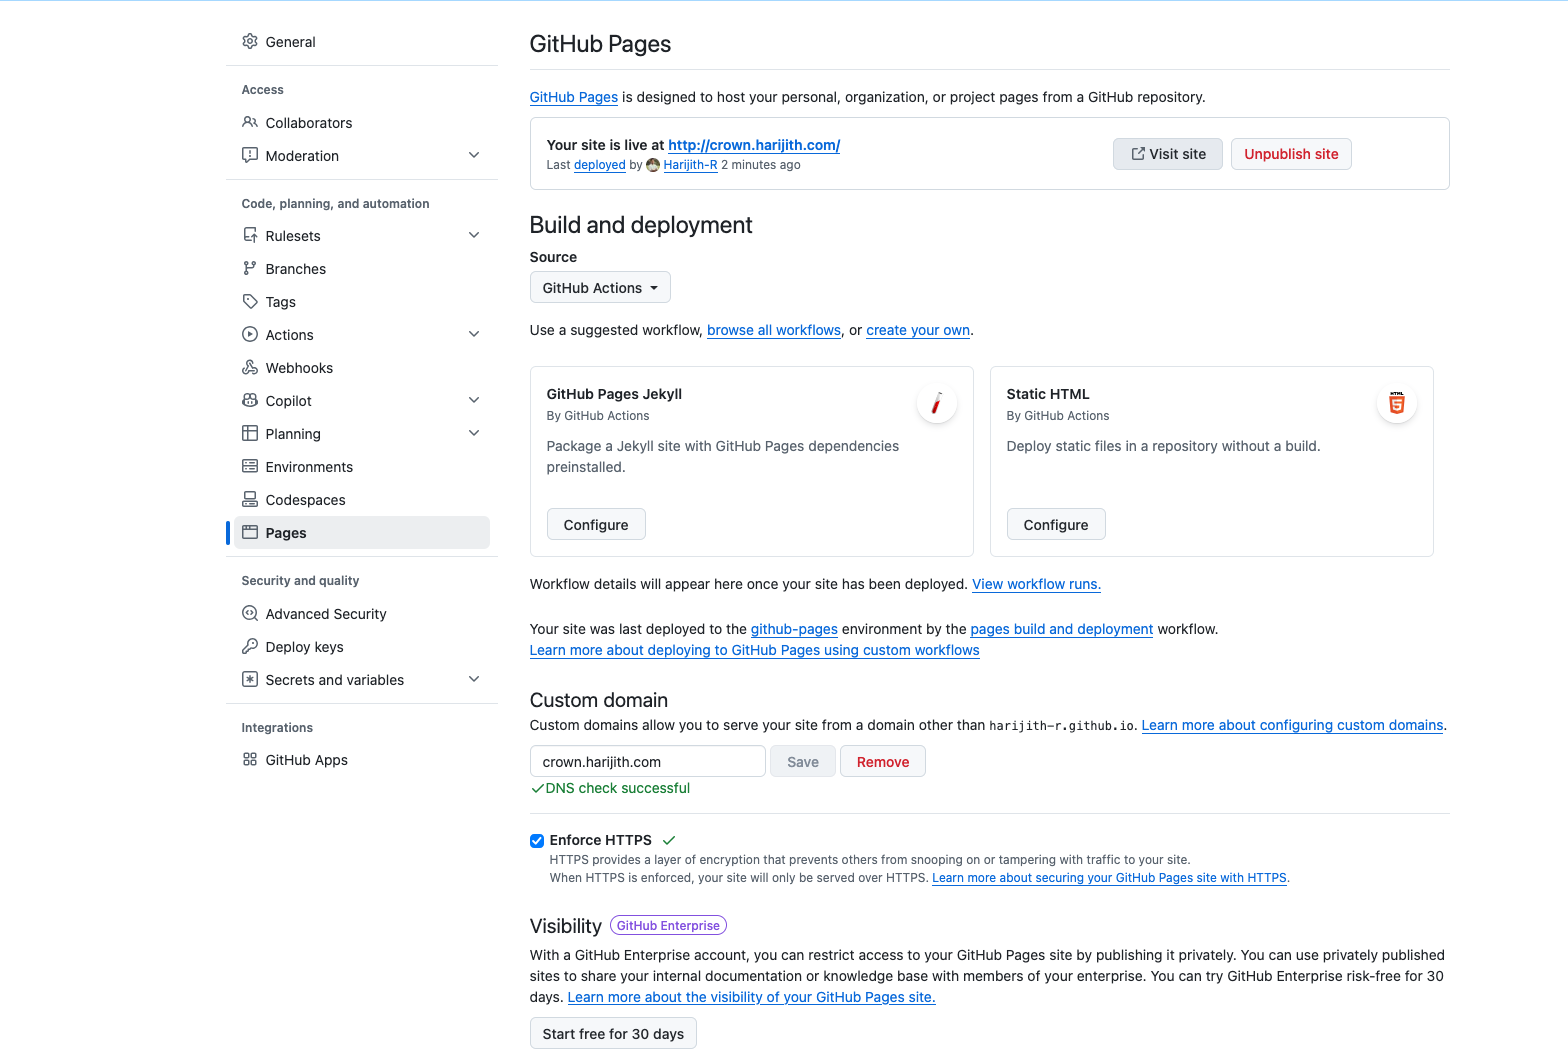 General
Access
Collaborators
Moderation
Code, planning, and automation
Rulesets
Branches
Tags
Actions
Webhooks
Copilot
Planning
Environments
Codespaces
Pages
Security and quality
Advanced Security
Deploy keys
Secrets and variables
Integrations
GitHub Apps
GitHub Pages
GitHub Pages is designed to host your personal, organization, or project pages from a GitHub repository.
Your site is live at http://crown.harijith.com/
Last deployed by Harijith-R 2 minutes ago
Visit site
Unpublish site
Build and deployment
Source
GitHub Actions
Use a suggested workflow, browse all workflows, or create your own.
GitHub Pages Jekyll
By GitHub Actions
Package a Jekyll site with GitHub Pages dependencies
preinstalled.
Configure
Static HTML
By GitHub Actions
Deploy static files in a repository without a build.
Configure
HTML
5
Workflow details will appear here once your site has been deployed. View workflow runs.
Your site was last deployed to the github-pages environment by the pages build and deployment workflow.
Learn more about deploying to GitHub Pages using custom workflows
Custom domain
Custom domains allow you to serve your site from a domain other than harijith-r.github.io. Learn more about configuring custom domains.
crown.harijith.com
Save
Remove
DNS check successful
Enforce HTTPS
HTTPS provides a layer of encryption that prevents others from snooping on or tampering with traffic to your site.
When HTTPS is enforced, your site will only be served over HTTPS. Learn more about securing your GitHub Pages site with HTTPS.
Visibility GitHub Enterprise
With a GitHub Enterprise account, you can restrict access to your GitHub Pages site by publishing it privately. You can use privately published
sites to share your internal documentation or knowledge base with members of your enterprise. You can try GitHub Enterprise risk-free for 30
days. Learn more about the visibility of your GitHub Pages site.
Start free for 30 days